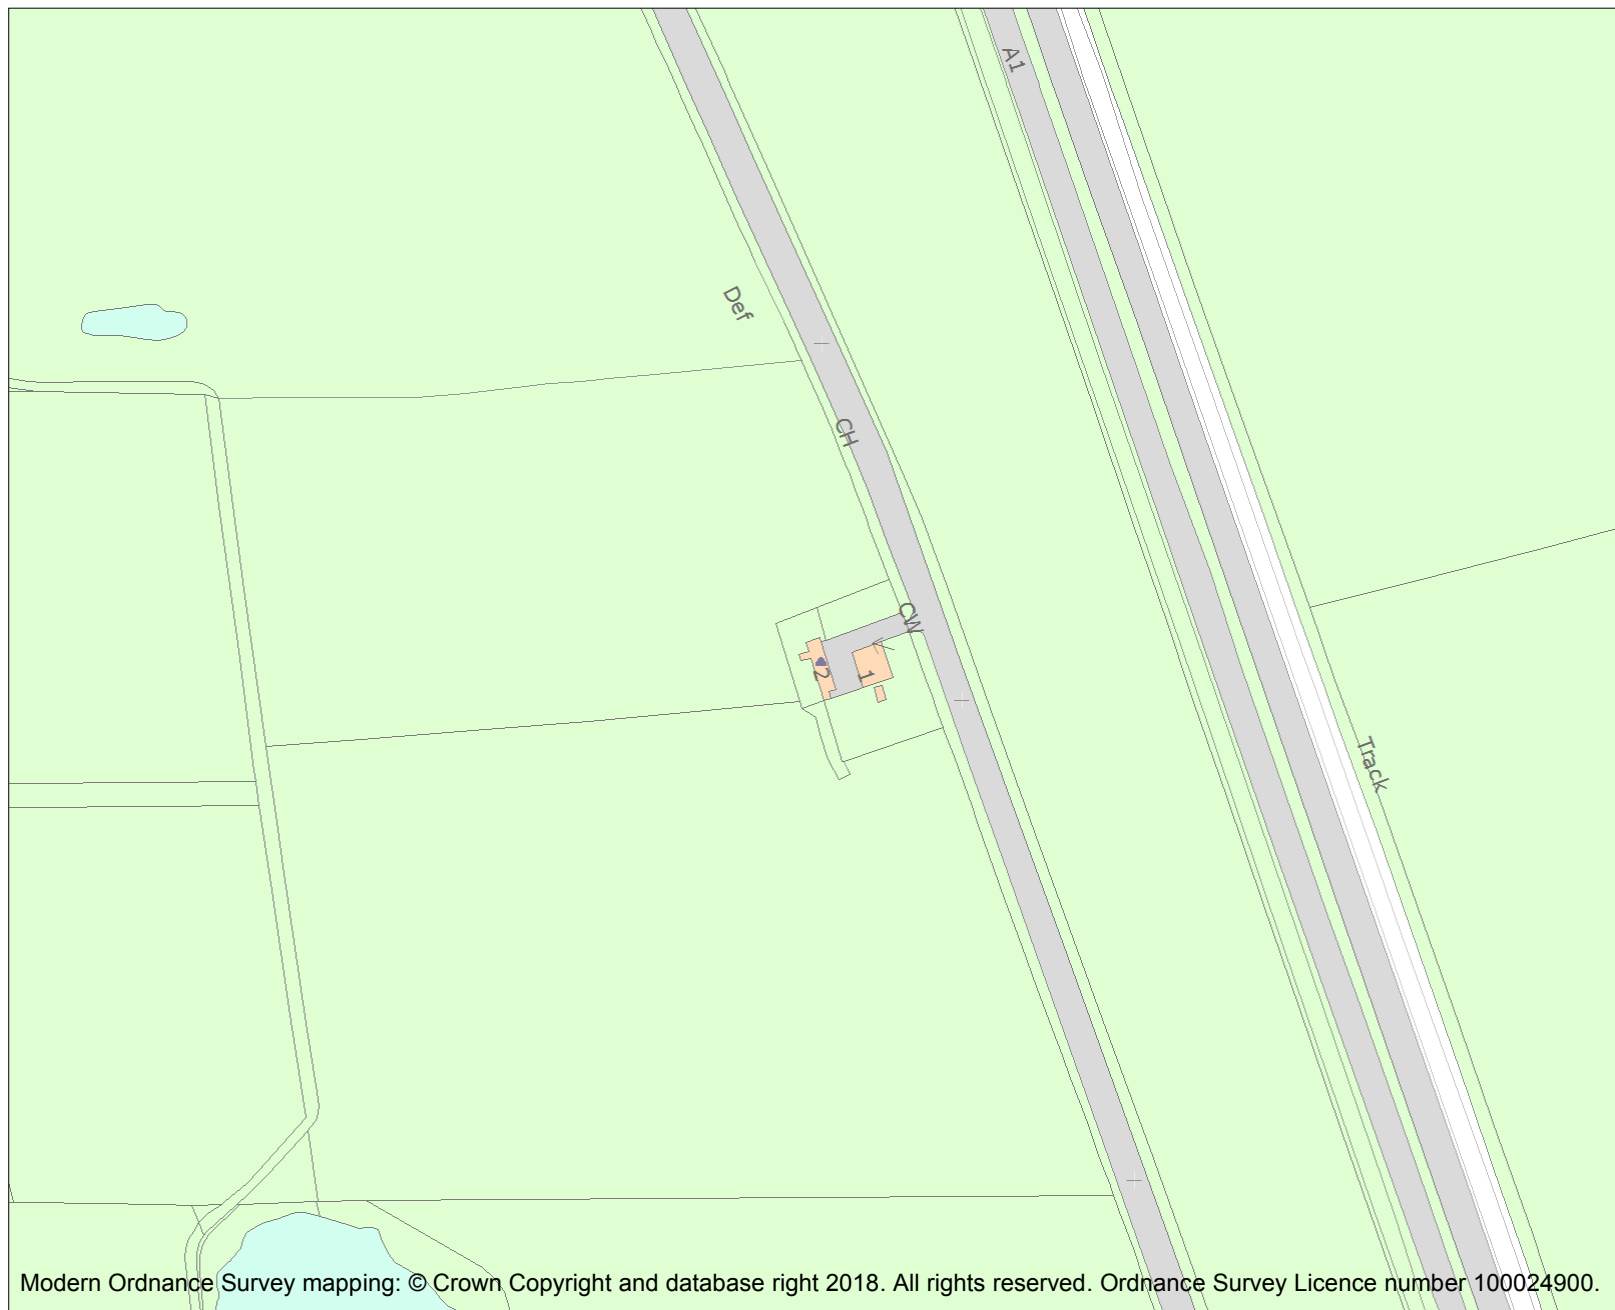 A1
Def
CH
CW
2
1
Track
Modern Ordnance Survey mapping: © Crown Copyright and database right 2018. All rights reserved. Ordnance Survey Licence number 100024900.